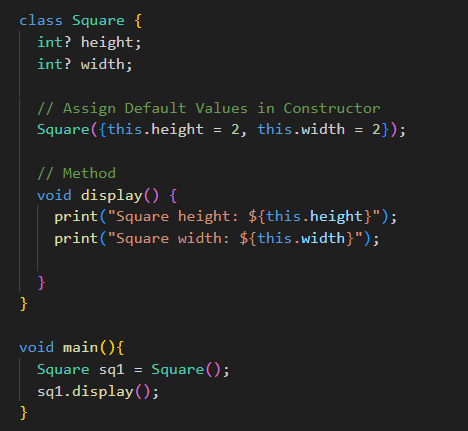 class Square {
  int? height;
  int? width;

  // Assign Default Values in Constructor
  Square({this.height = 2, this.width = 2});

  // Method
  void display() {
    print("Square height: ${this.height}");
    print("Square width: ${this.width}");

  }
}

void main(){
  Square sq1 = Square();
  sq1.display();
}